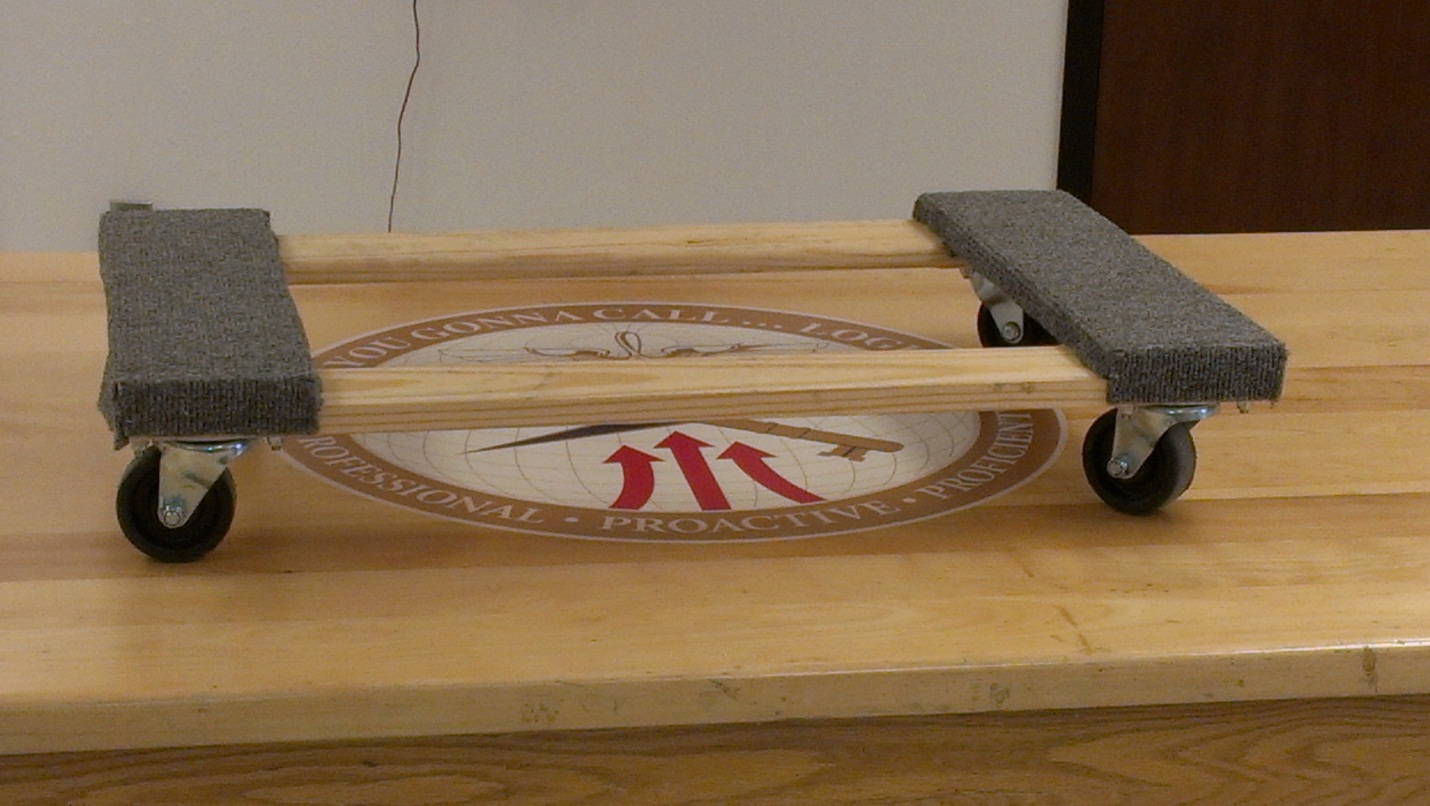 YOU GONNA CALL ... LOG
PROFESSIONAL • PROACTIVE • PROFICIENT